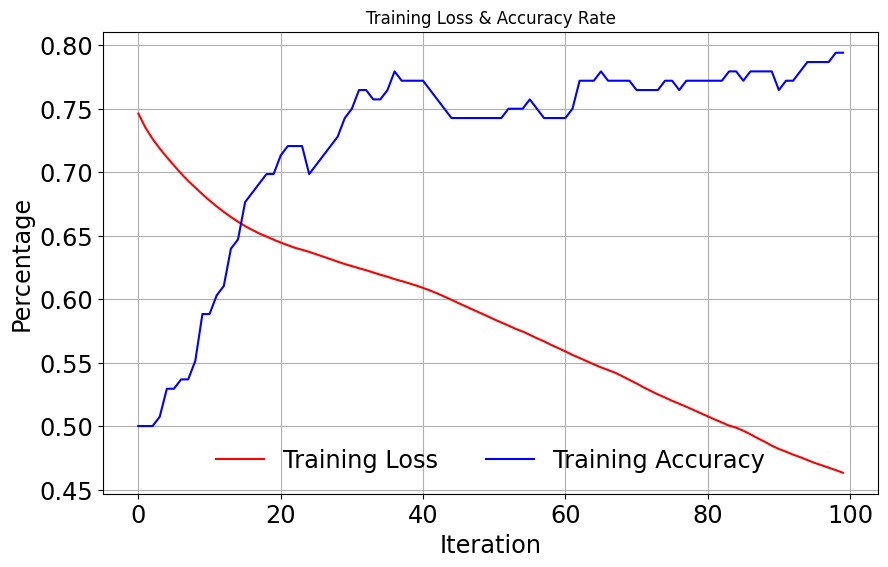 Training Loss & Accuracy Rate
Percentage
0.80
0.75
0.70
0.65
0.60
0.55
0.50
0.45
Training Loss
Training Accuracy
0
20
40
60
80
100
Iteration